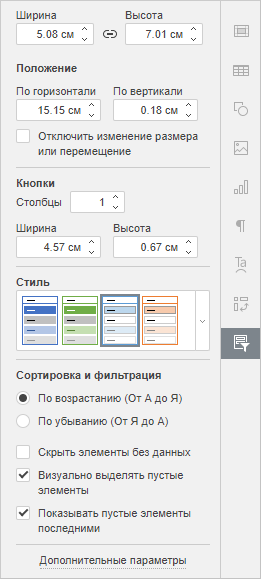 Ширина Высота
5.08 см 7.01 см
Положение
По горизонтали По вертикали
15.15 см 0.18 см
Отключить изменение размера
или перемещение
Кнопки
Столбцы 1
Ширина Высота
4.57 см 0.67 см
Стиль
Сортировка и фильтрация
По возрастанию (От А до Я)
По убыванию (От Я до А)
Скрыть элементы без данных
Визуально выделять пустые
элементы
Показывать пустые элементы
последними
Дополнительные параметры
¶
Ta